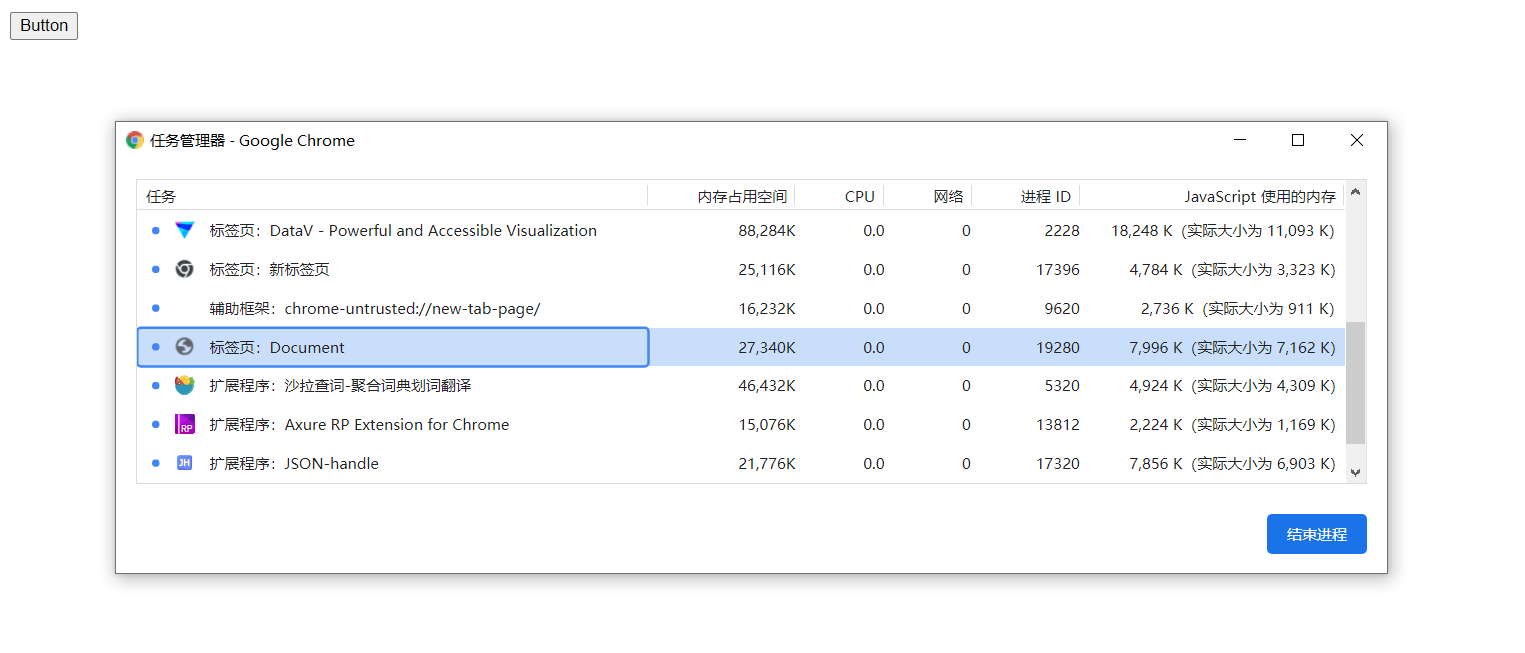 Button
任务管理器 - Google Chrome
任务 内存占用空间 CPU 网络 进程 ID JavaScript 使用的内存
标签页：DataV - Powerful and Accessible Visualization 88,284K 0.0 0 2228 18,248 K (实际大小为 11,093 K)
标签页：新标签页 25,116K 0.0 0 17396 4,784 K (实际大小为 3,323 K)
辅助框架：chrome-untrusted://new-tab-page/ 16,232K 0.0 0 9620 2,736 K (实际大小为 911 K)
标签页：Document 27,340K 0.0 0 19280 7,996 K (实际大小为 7,162 K)
扩展程序：沙拉查词-聚合词典划词翻译 46,432K 0.0 0 5320 4,924 K (实际大小为 4,309 K)
RP 扩展程序：Axure RP Extension for Chrome 15,076K 0.0 0 13812 2,224 K (实际大小为 1,169 K)
JH 扩展程序：JSON-handle 21,776K 0.0 0 17320 7,856 K (实际大小为 6,903 K)
结束进程